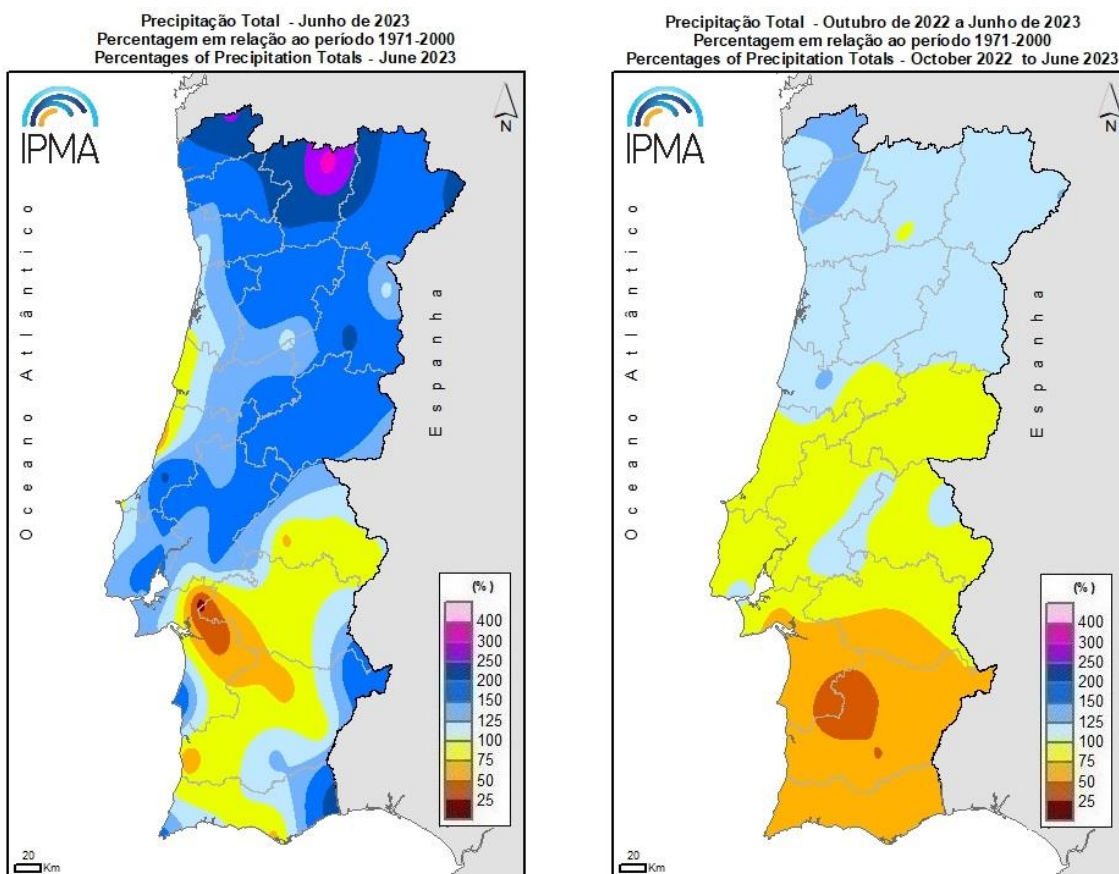 Precipitação Total - Junho de 2023
Percentagem em relação ao período 1971-2000
Percentages of Precipitation Totals - June 2023
IPMA
N
Oceano Atlântico
Espanha
(%)
400
300
250
200
150
125
100
75
50
25
20
Km
Precipitação Total - Outubro de 2022 a Junho de 2023
Percentagem em relação ao período 1971-2000
Percentages of Precipitation Totals - October 2022 to June 2023
IPMA
N
Oceano Atlântico
Espanha
(%)
400
300
250
200
150
125
100
75
50
25
20
Km